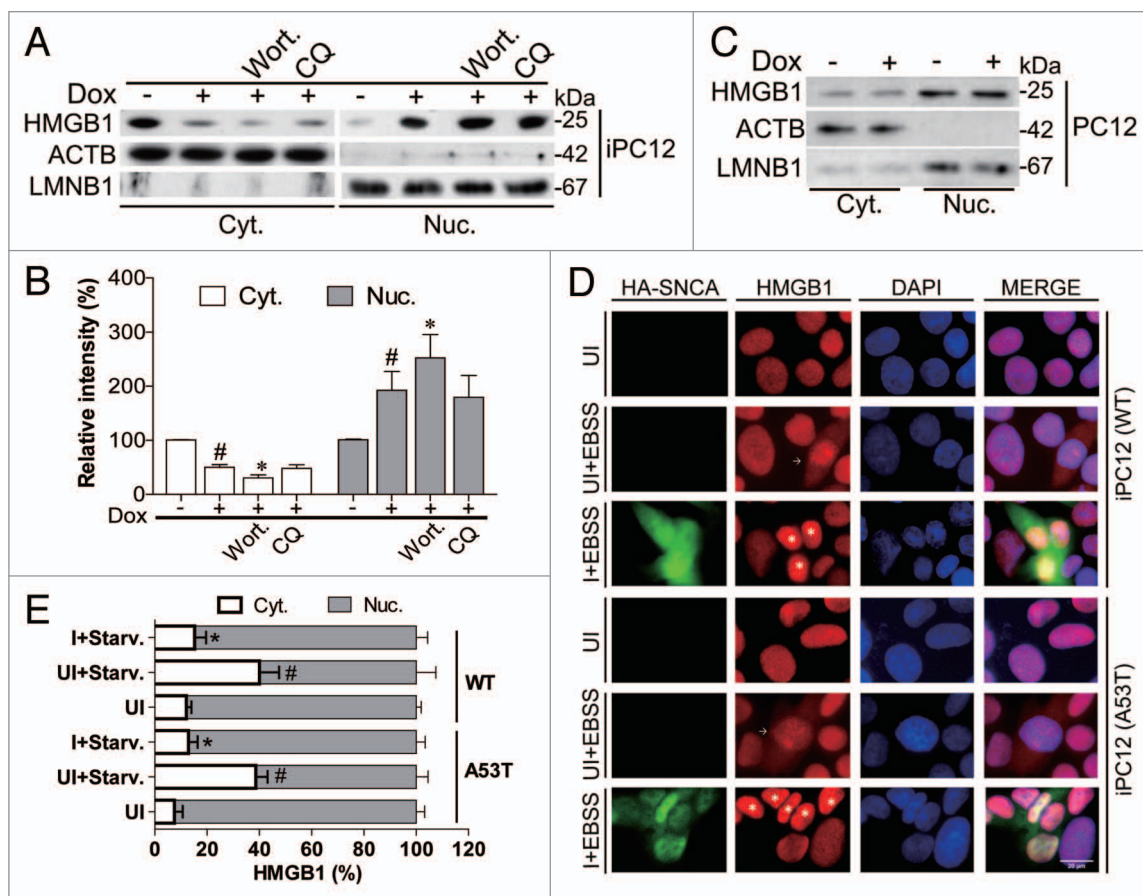 A
Wort. CQ Wort. CQ
Dox - + + + - + + + kDa
HMGB1 -25
ACTB -42
LMNB1 -67
iPC12
Cyt. Nuc.
C
Dox - + - + kDa
HMGB1 -25
ACTB -42
LMNB1 -67
PC12
Cyt. Nuc.
B
Relative intensity (%)
400
300
200
100
0
Cyt. Nuc.
# * # *
Dox - + + + - + + +
Wort. CQ Wort. CQ
D
HA-SNCA HMGB1 DAPI MERGE
UI
UI+EBSS
I+EBSS
iPC12 (WT)
UI
UI+EBSS
I+EBSS
iPC12 (A53T)
20 μm
E
Cyt. Nuc.
I+Starv. *
UI+Starv. #
UI
WT
I+Starv. *
UI+Starv. #
UI
A53T
0 20 40 60 80 100 120
HMGB1 (%)